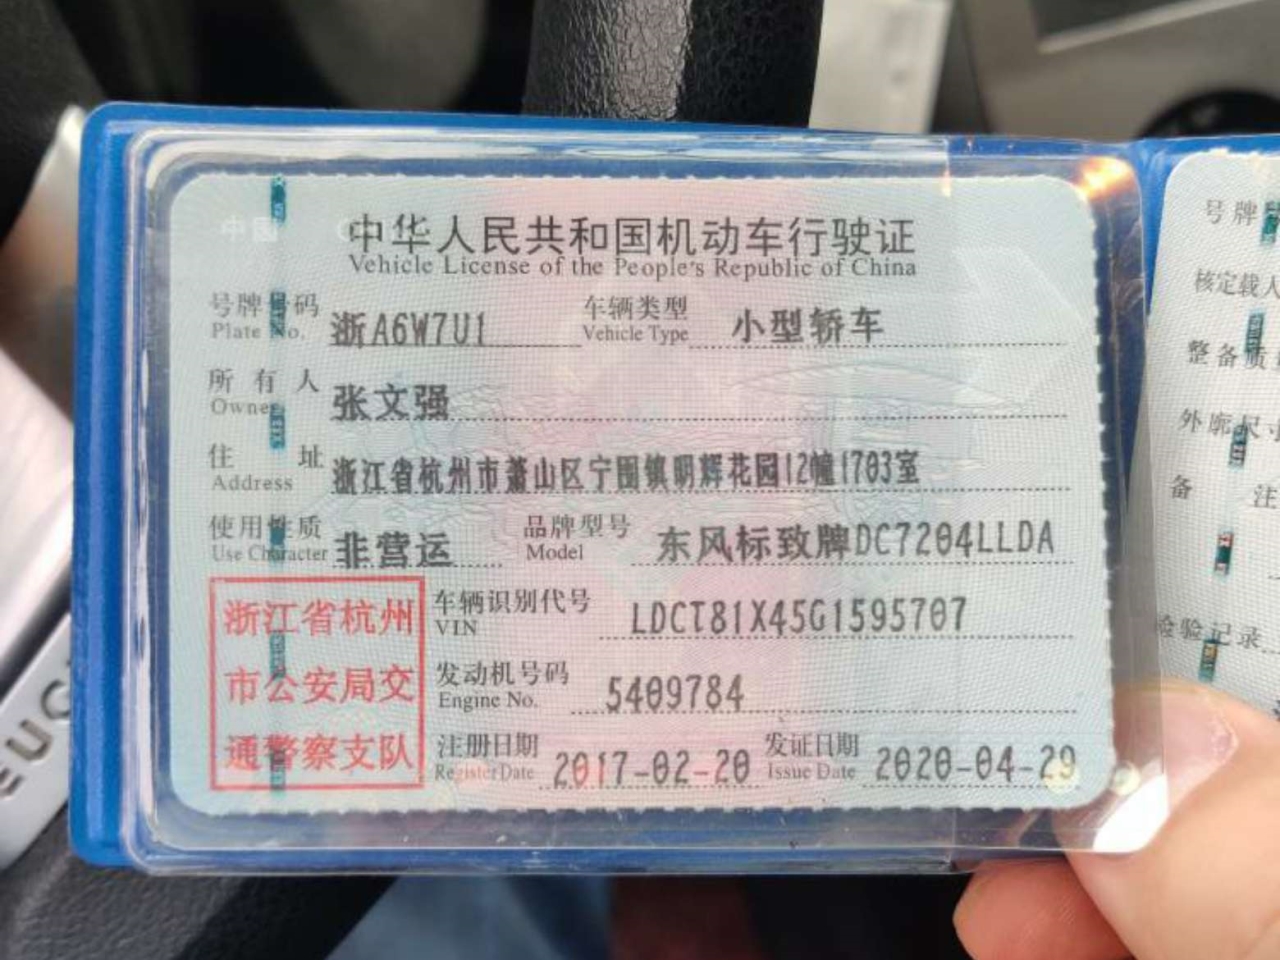 中华人民共和国机动车行驶证
Vehicle License of the People's Republic of China
号牌号码 浙A6W7U1 车辆类型 小型轿车
Plate No. Vehicle Type
所有人 张文强
Owner
住址 浙江省杭州市萧山区宁围镇明辉花园12幢1703室
Address
使用性质 非营运 品牌型号 东风标致牌DC7204LLDA
Use Character Model
浙江省杭州
市公安局交
通警察支队
车辆识别代号 LDCT81X45G1595707
VIN
发动机号码 5409784
Engine No.
注册日期 2017-02-20 发证日期 2020-04-29
Register Date Issue Date
号牌
核定载人
整备质
外廓尺寸
备 注
检验记录